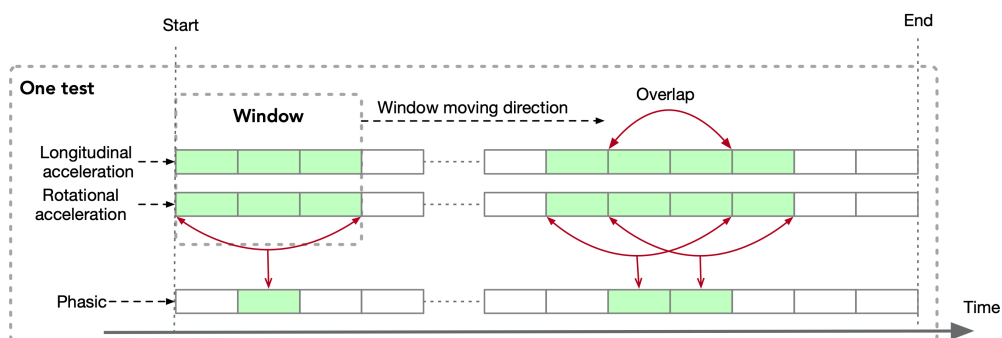 Start
End
One test
Window
Window moving direction
Overlap
Longitudinal
acceleration
Rotational
acceleration
Phasic
Time